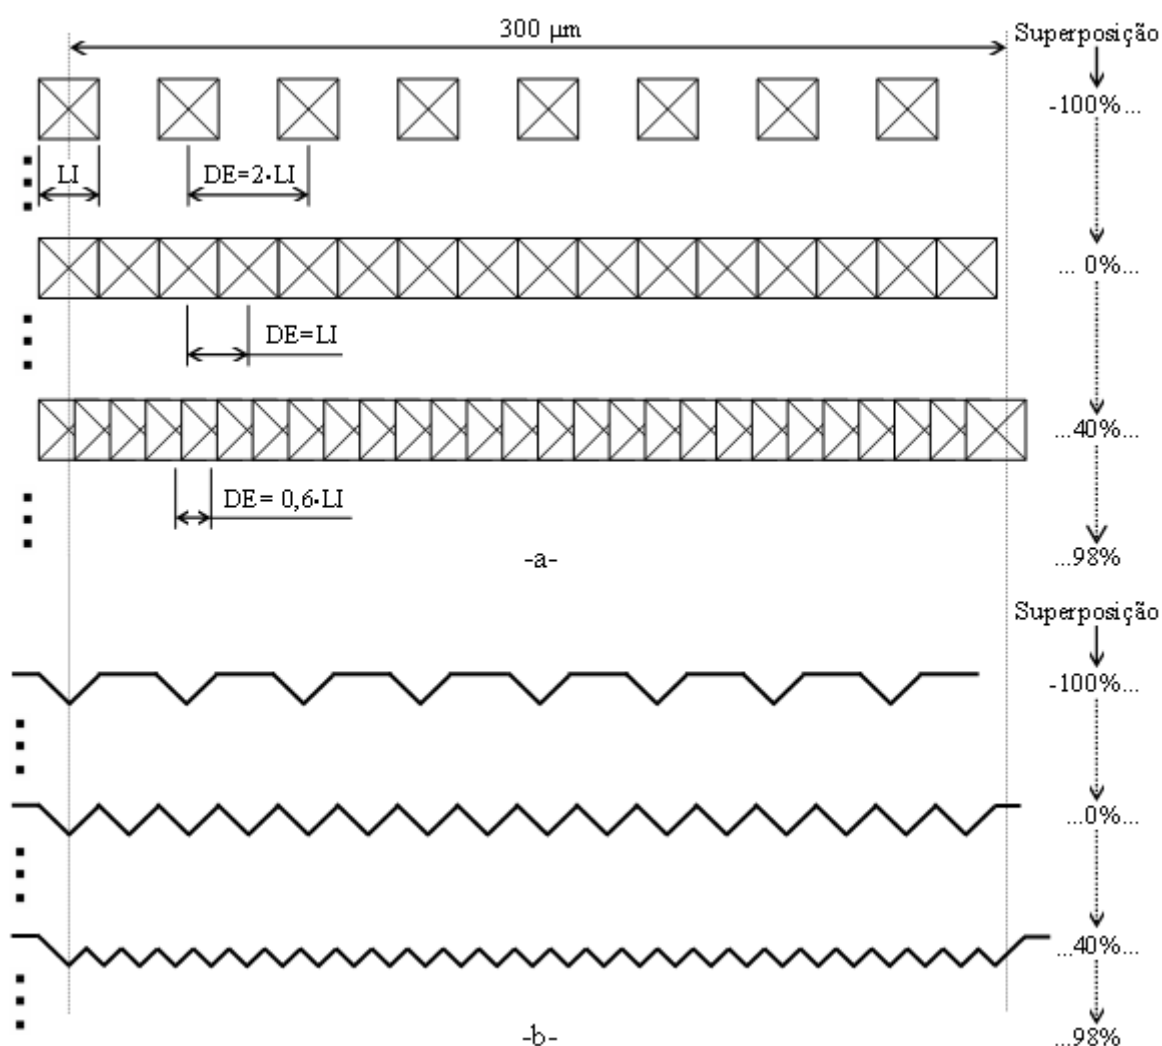 300 µm
Superposição
-100%...
LI
DE=2·LI
... 0%...
DE=LI
...40%...
DE= 0,6·LI
...98%
-a-
Superposição
-100%...
...0%...
...40%...
...98%
-b-